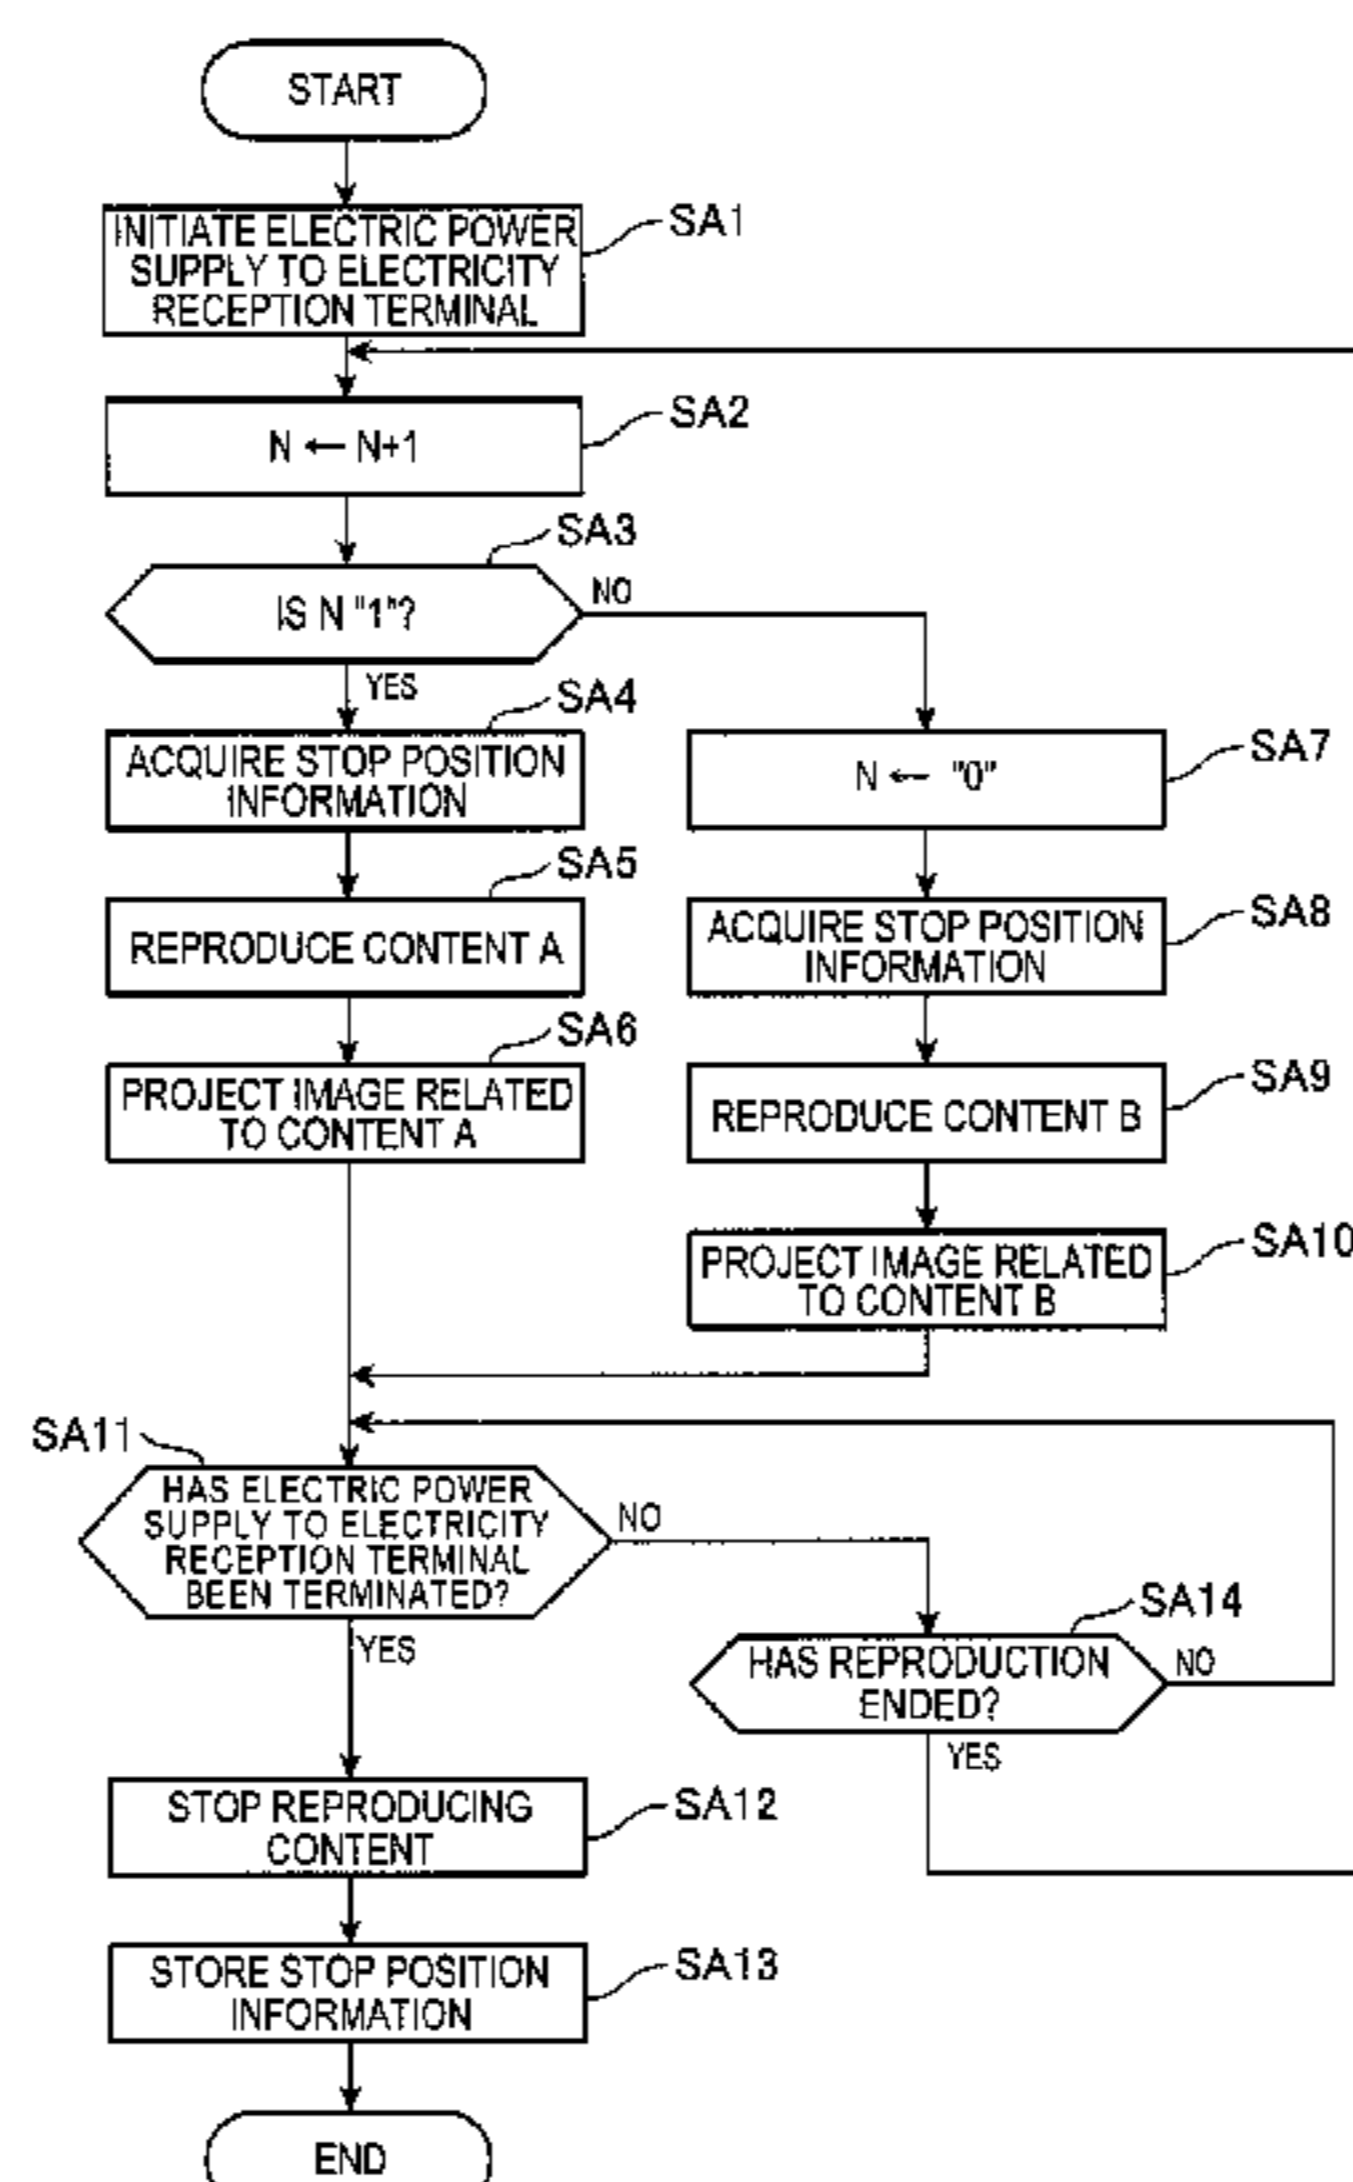 START
INITIATE ELECTRIC POWER
SUPPLY TO ELECTRICITY
RECEPTION TERMINAL
SA1
N ← N+1
SA2
SA3
IS N "1"?
NO
YES
SA4
ACQUIRE STOP POSITION
INFORMATION
N ← "0"
SA7
SA5
REPRODUCE CONTENT A
ACQUIRE STOP POSITION
INFORMATION
SA8
SA6
PROJECT IMAGE RELATED
TO CONTENT A
REPRODUCE CONTENT B
SA9
PROJECT IMAGE RELATED
TO CONTENT B
SA10
SA11
HAS ELECTRIC POWER
SUPPLY TO ELECTRICITY
RECEPTION TERMINAL
BEEN TERMINATED?
NO
YES
SA14
HAS REPRODUCTION
ENDED?
NO
YES
STOP REPRODUCING
CONTENT
SA12
STORE STOP POSITION
INFORMATION
SA13
END